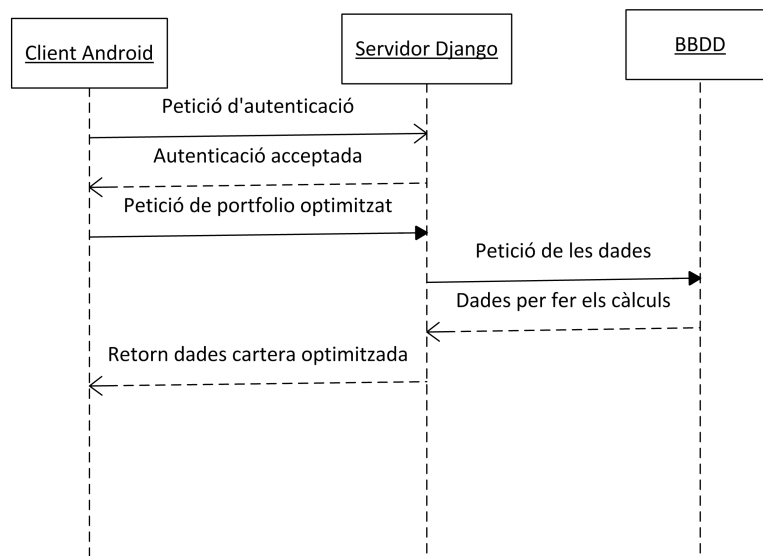 Client Android
Servidor Django
BBDD
Petició d'autenticació
Autenticació acceptada
Petició de portfolio optimitzat
Petició de les dades
Dades per fer els càlculs
Retorn dades cartera optimitzada